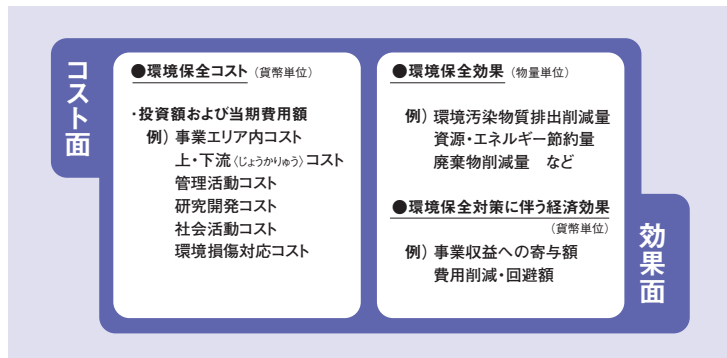 コスト面
●環境保全コスト（貨幣単位）
・投資額および当期費用額
例）事業エリア内コスト
上・下流〈じょうかりゅう〉コスト
管理活動コスト
研究開発コスト
社会活動コスト
環境損傷対応コスト
●環境保全効果（物量単位）
例）環境汚染物質排出削減量
資源・エネルギー節約量
廃棄物削減量　など
●環境保全対策に伴う経済効果
（貨幣単位）
例）事業収益への寄与額
費用削減・回避額
効果面